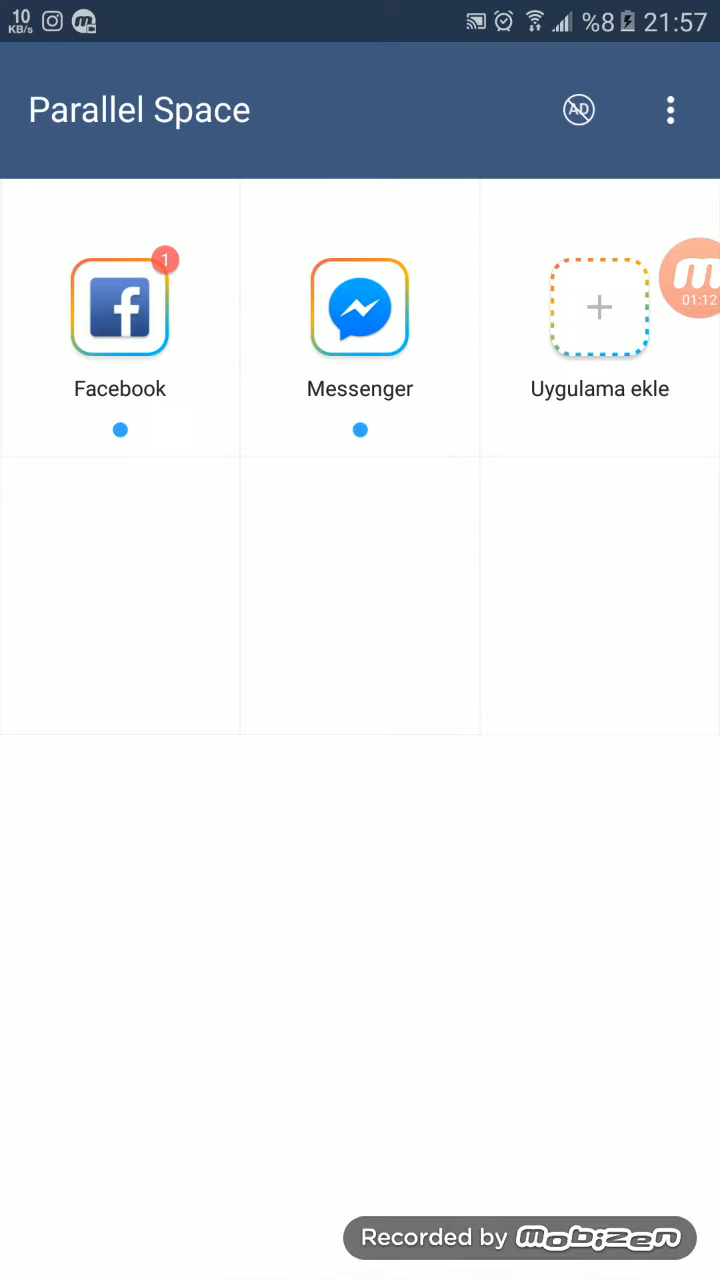 10
KB/s
%8 21:57
Parallel Space
AD
1
01:12
Facebook
Messenger
Uygulama ekle
Recorded by mobizen